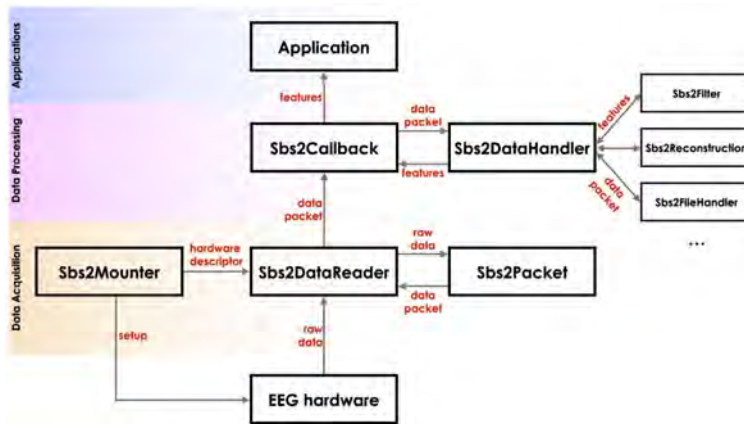 Applications
Application
features
Data Processing
Sbs2Callback
data
packet
features
Sbs2DataHandler
features
data
packet
Sbs2Filter
Sbs2Reconstruction
Sbs2FileHandler
...
data
packet
Data Acquisition
Sbs2Mounter
hardware
descriptor
Sbs2DataReader
raw
data
data
packet
Sbs2Packet
setup
raw
data
EEG hardware